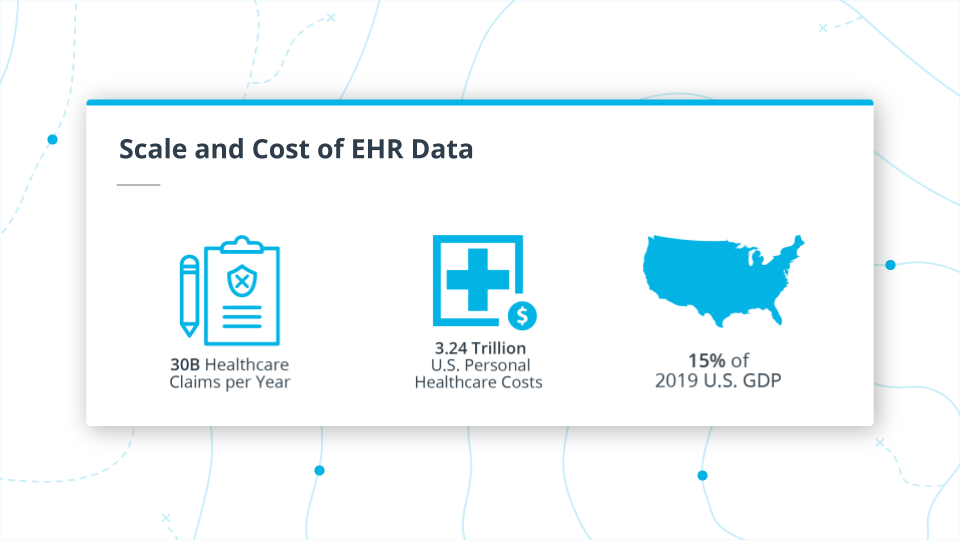 Scale and Cost of EHR Data
30B Healthcare
Claims per Year
$
3.24 Trillion
U.S. Personal
Healthcare Costs
15% of
2019 U.S. GDP